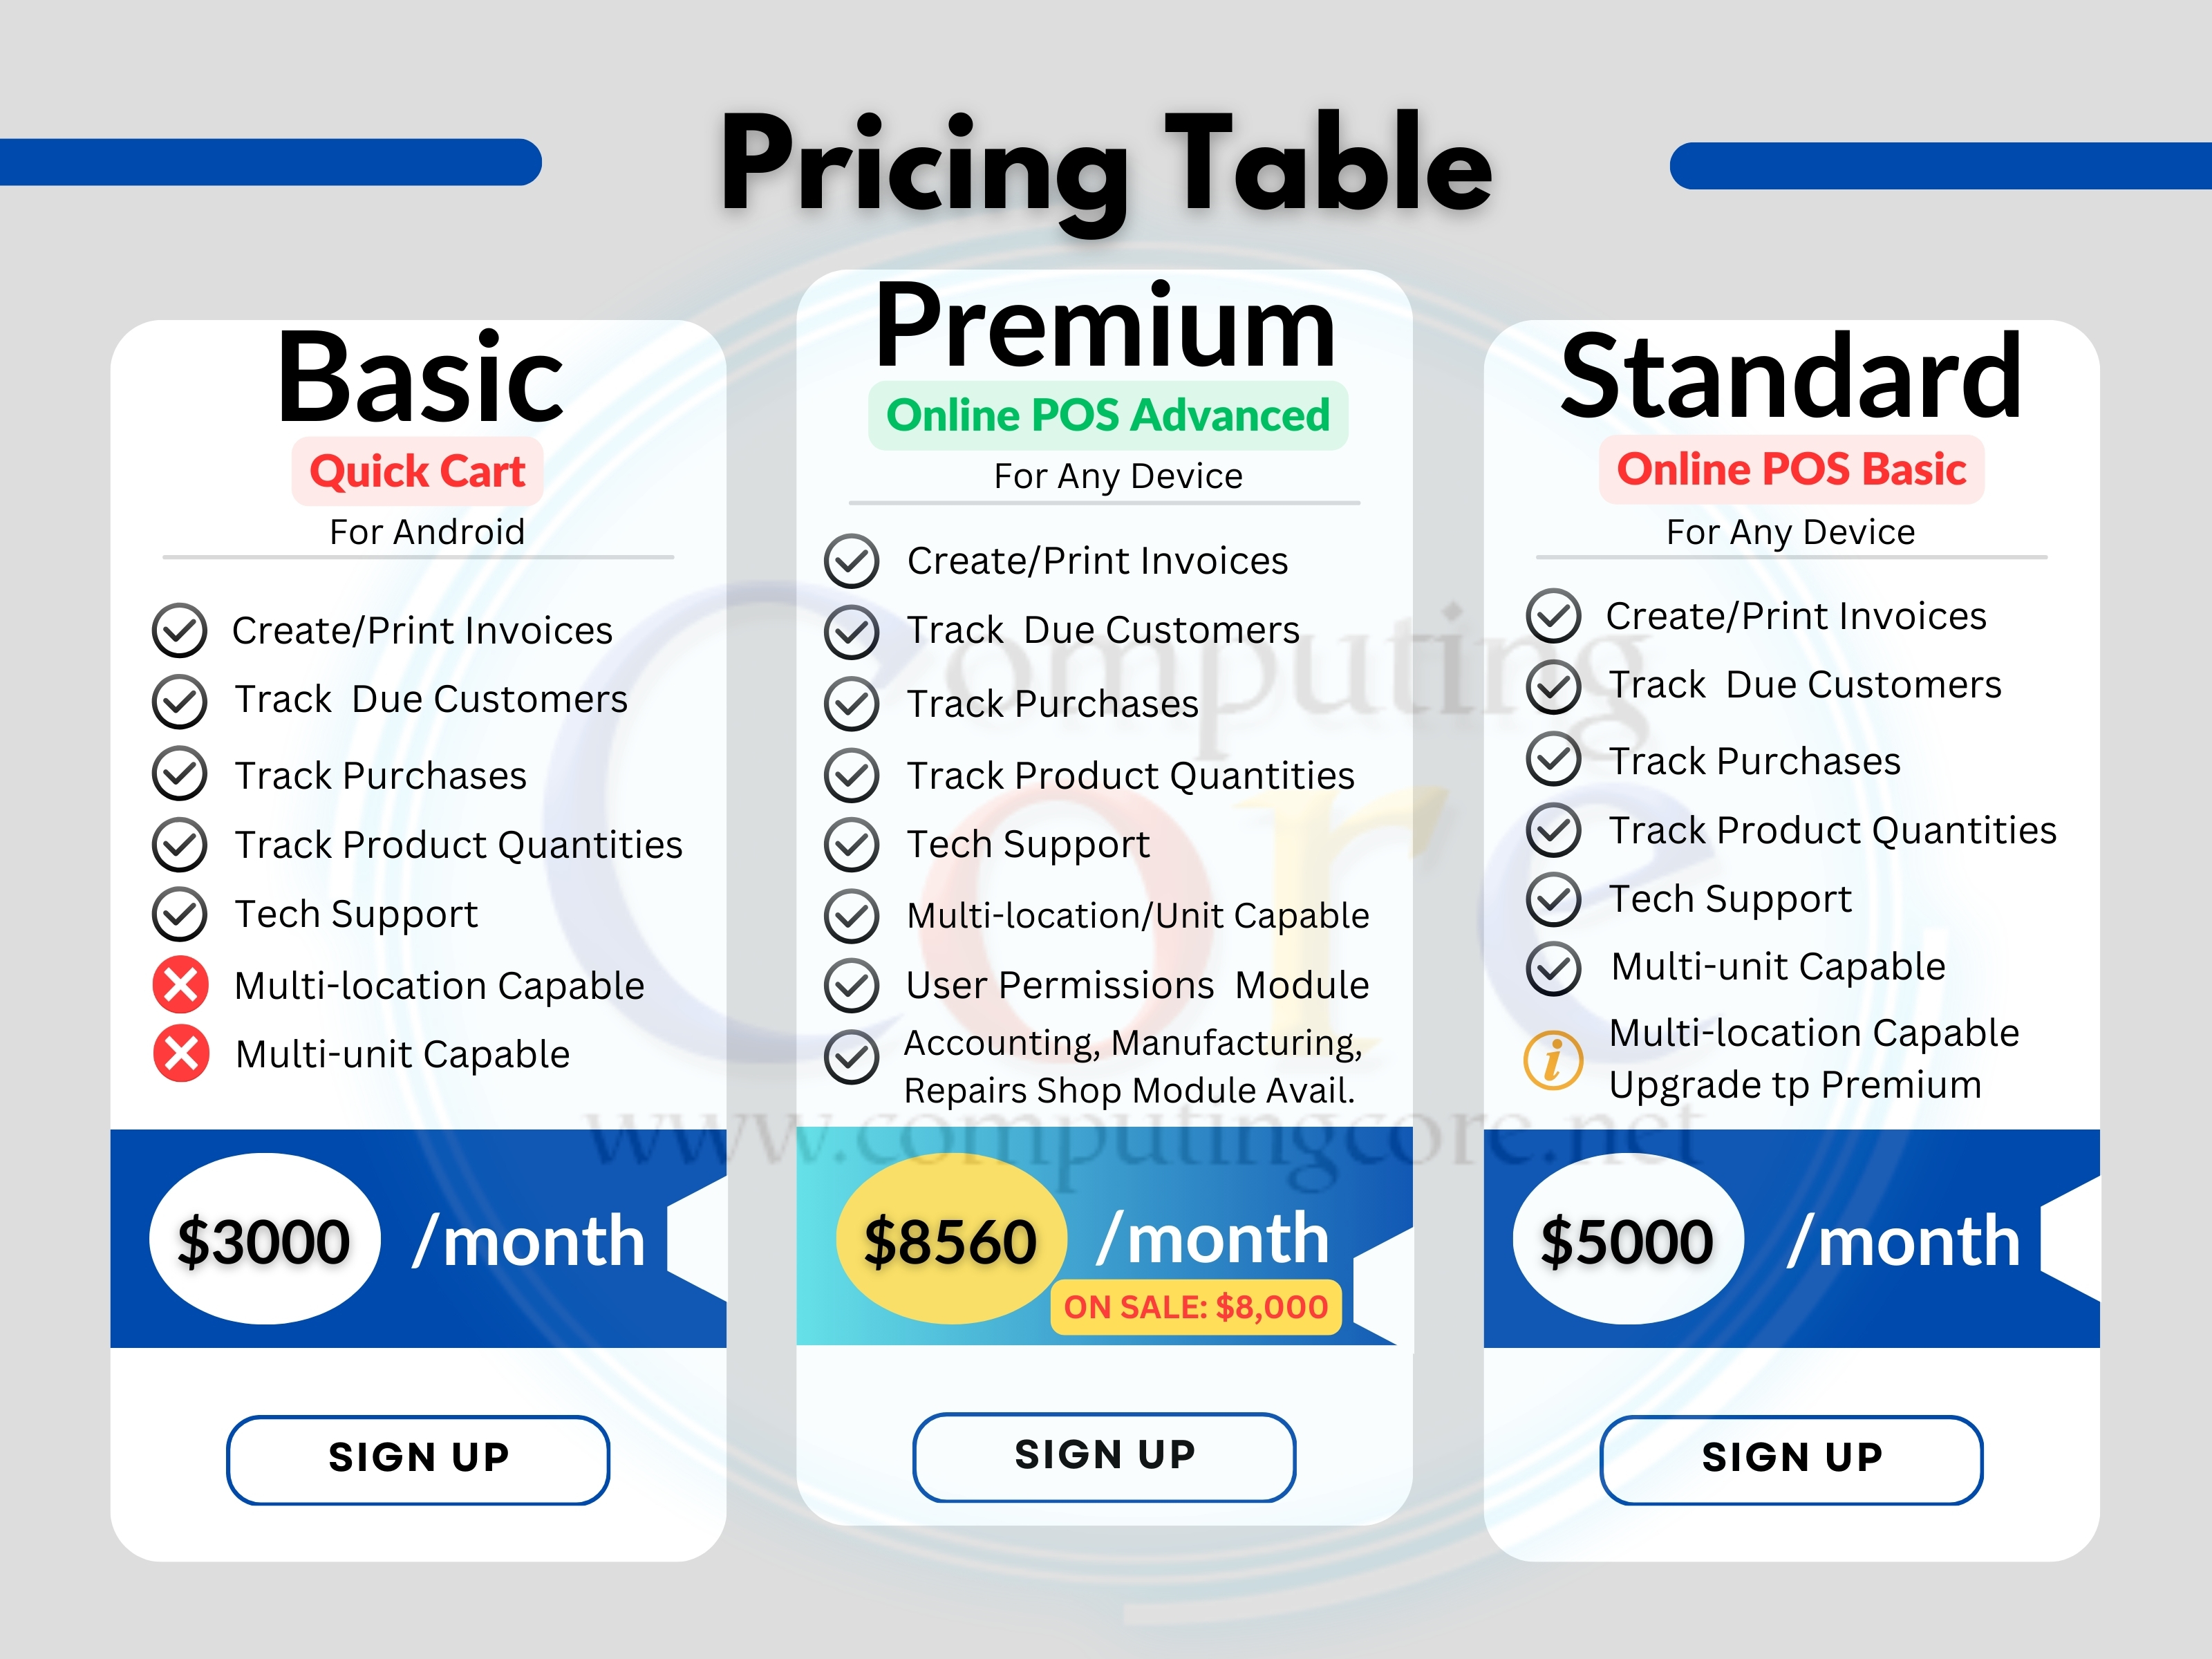 Pricing Table
Basic
Quick Cart
For Android
Create/Print Invoices
Track  Due Customers
Track Purchases
Track Product Quantities
Tech Support
Multi-location Capable
Multi-unit Capable
$3000 /month
SIGN UP
Premium
Online POS Advanced
For Any Device
Create/Print Invoices
Track  Due Customers
Track Purchases
Track Product Quantities
Tech Support
Multi-location/Unit Capable
User Permissions  Module
Accounting, Manufacturing,
Repairs Shop Module Avail.
$8560 /month
ON SALE: $8,000
SIGN UP
Standard
Online POS Basic
For Any Device
Create/Print Invoices
Track  Due Customers
Track Purchases
Track Product Quantities
Tech Support
Multi-unit Capable
Multi-location Capable
Upgrade tp Premium
$5000 /month
SIGN UP
Computing
Core
www.computingcore.net